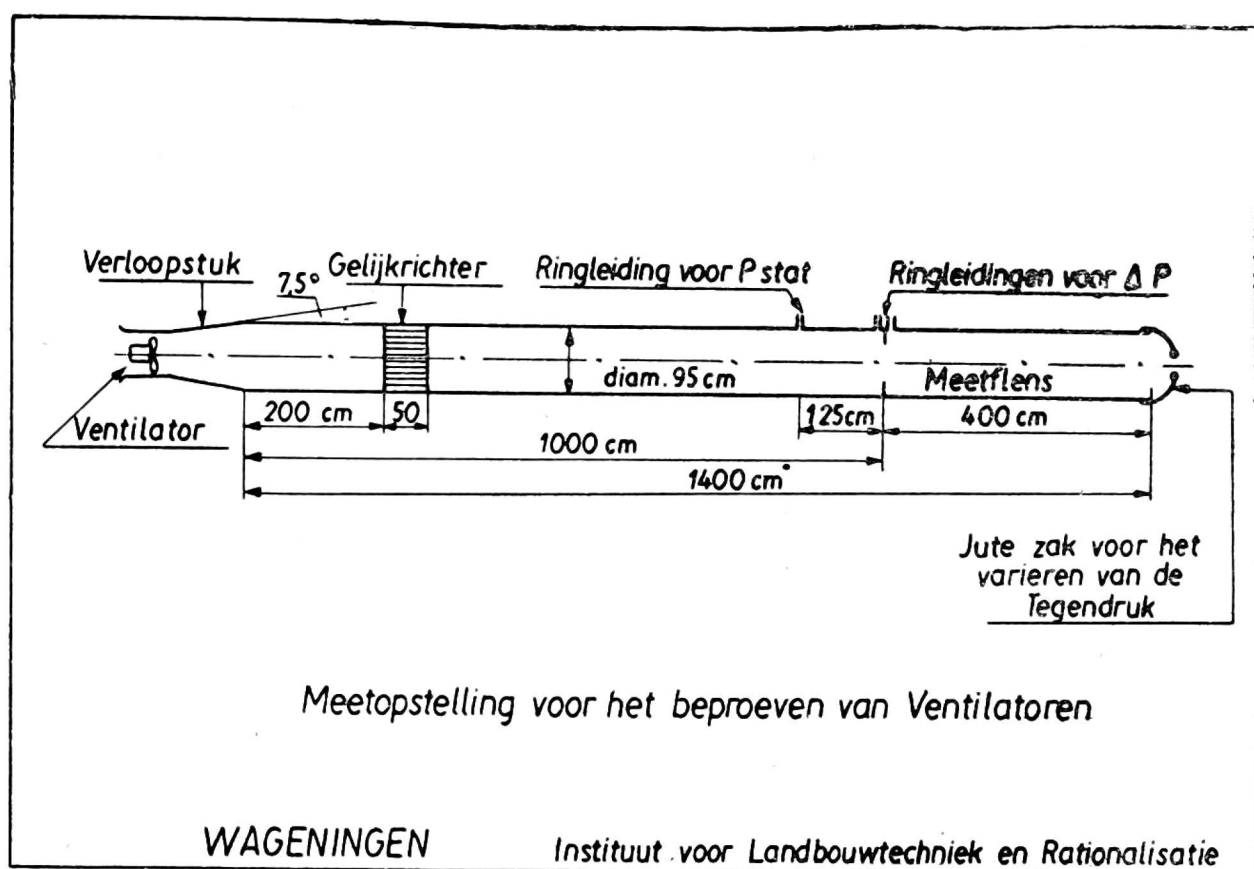 Verloopstuk
7,5°
Gelijkrichter
Ringleiding voor P stat
Ringleidingen voor Δ P
diam. 95 cm
Meetflens
Ventilator
200 cm
50
125cm
400 cm
1000 cm
1400 cm
Jute zak voor het
varieren van de
Tegendruk
Meetopstelling voor het beproeven van Ventilatoren
WAGENINGEN
Instituut voor Landbouwtechniek en Rationalisatie